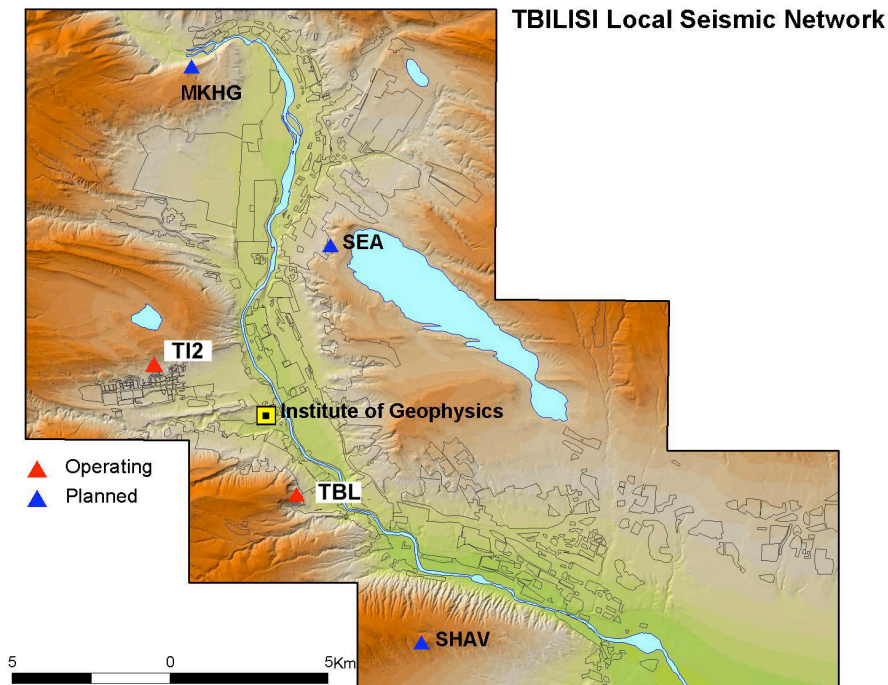 TBILISI Local Seismic Network
MKHG
SEA
TI2
Institute of Geophysics
Operating
Planned
TBL
SHAV
5 0 5Km